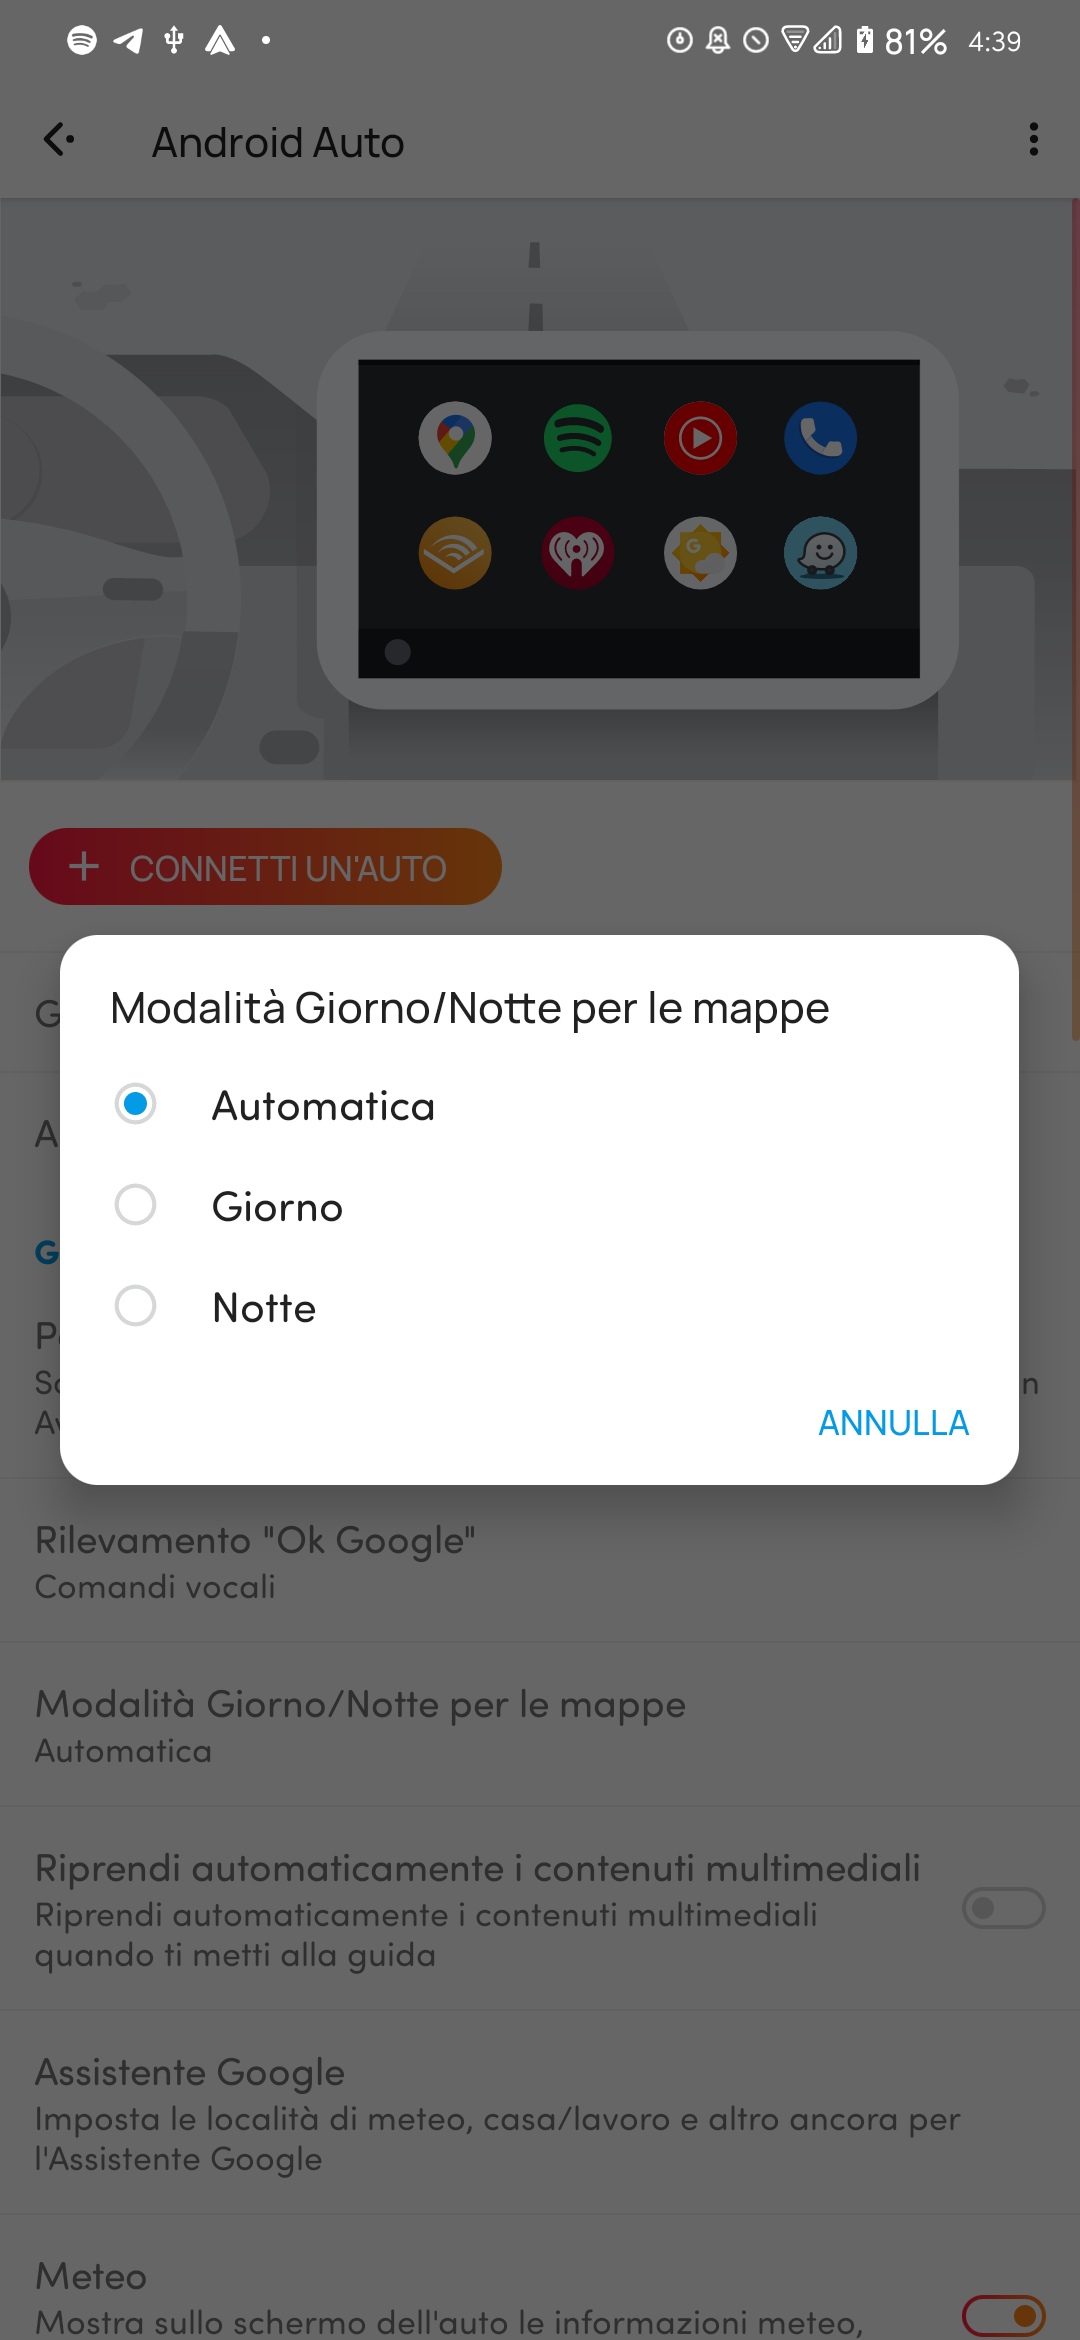 81% 4:39
Android Auto
CONNETTI UN'AUTO
Modalità Giorno/Notte per le mappe
Automatica
Giorno
Notte
ANNULLA
Rilevamento "Ok Google"
Comandi vocali
Modalità Giorno/Notte per le mappe
Automatica
Riprendi automaticamente i contenuti multimediali
Riprendi automaticamente i contenuti multimediali
quando ti metti alla guida
Assistente Google
Imposta le località di meteo, casa/lavoro e altro ancora per
l'Assistente Google
Meteo
Mostra sullo schermo dell'auto le informazioni meteo,